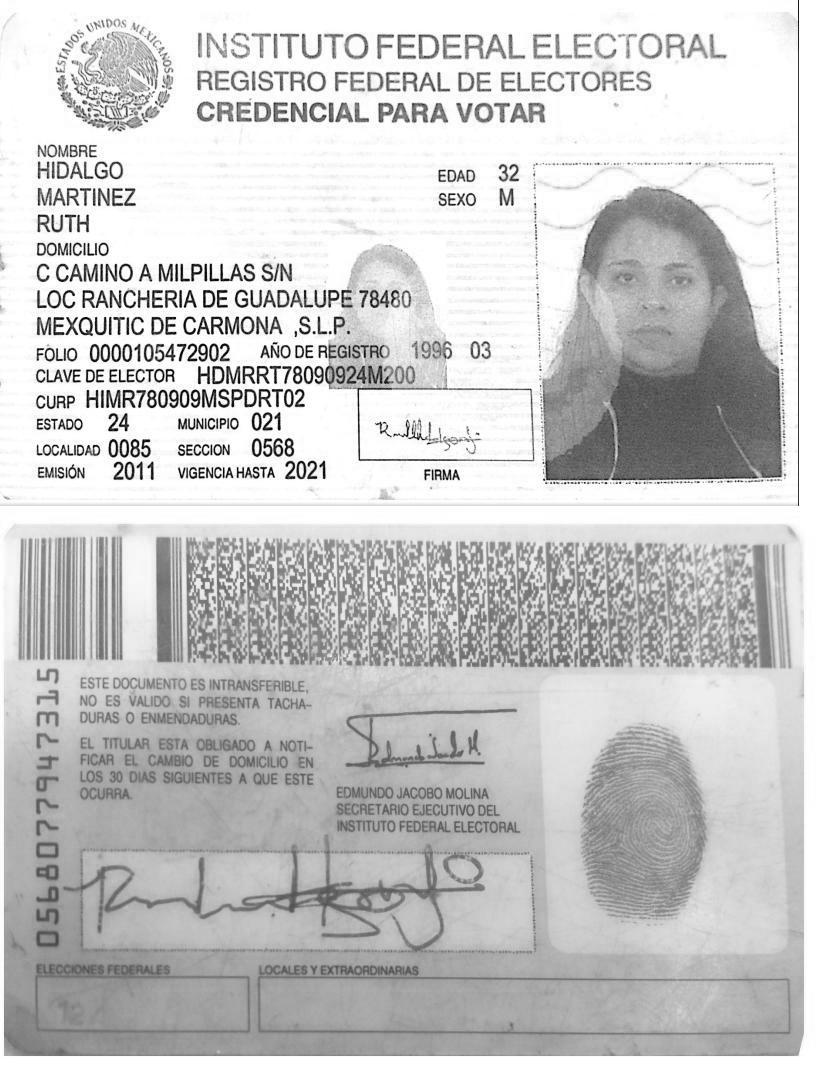 ESTADOS UNIDOS MEXICANOS
INSTITUTO FEDERAL ELECTORAL
REGISTRO FEDERAL DE ELECTORES
CREDENCIAL PARA VOTAR
NOMBRE
HIDALGO
MARTINEZ
RUTH
EDAD 32
SEXO M
DOMICILIO
C CAMINO A MILPILLAS S/N
LOC RANCHERIA DE GUADALUPE 78480
MEXQUITIC DE CARMONA ,S.L.P.
FOLIO 0000105472902 AÑO DE REGISTRO 1996 03
CLAVE DE ELECTOR HDMRRT78090924M200
CURP HIMR780909MSPDRT02
ESTADO 24 MUNICIPIO 021
LOCALIDAD 0085 SECCION 0568
EMISIÓN 2011 VIGENCIA HASTA 2021
FIRMA
0568077947315
ESTE DOCUMENTO ES INTRANSFERIBLE,
NO ES VALIDO SI PRESENTA TACHA-
DURAS O ENMENDADURAS.
EL TITULAR ESTA OBLIGADO A NOTI-
FICAR EL CAMBIO DE DOMICILIO EN
LOS 30 DIAS SIGUIENTES A QUE ESTE
OCURRA.
EDMUNDO JACOBO MOLINA
SECRETARIO EJECUTIVO DEL
INSTITUTO FEDERAL ELECTORAL
ELECCIONES FEDERALES
LOCALES Y EXTRAORDINARIAS
12